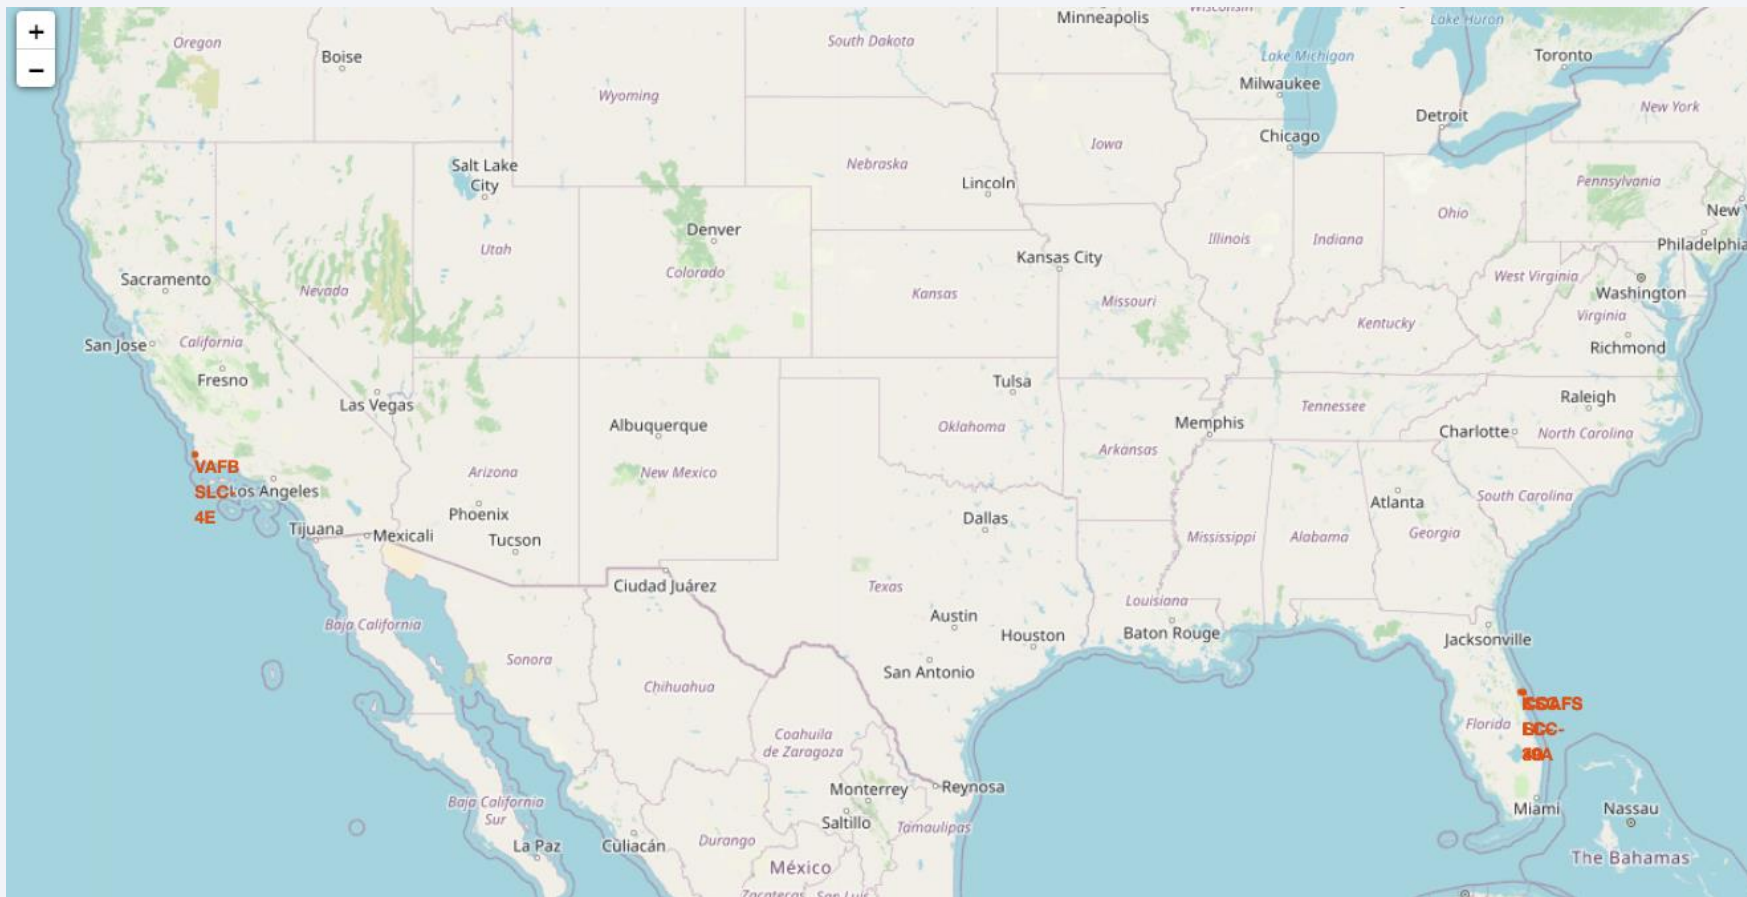 +
−
Oregon
Boise
Wyoming
South Dakota
Minneapolis
Wisconsin
Lake Michigan
Lake Huron
Toronto
Milwaukee
Detroit
New York
Chicago
Iowa
Nebraska
Lincoln
Salt Lake
City
Denver
Utah
Colorado
Nevada
Sacramento
San Jose
California
Fresno
Las Vegas
Kansas
Kansas City
Missouri
Illinois
Indiana
Ohio
Pennsylvania
New
Philadelphia
West Virginia
Washington
Virginia
Richmond
Kentucky
Tulsa
Tennessee
Raleigh
Albuquerque
Oklahoma
Memphis
Charlotte
North Carolina
Arkansas
VAFB
SLC-
4E
Los Angeles
Arizona
New Mexico
Phoenix
Tucson
Tijuana
Mexicali
Dallas
Atlanta
South Carolina
Mississippi
Alabama
Georgia
Ciudad Juárez
Texas
Louisiana
Baja California
Austin
Houston
Baton Rouge
Jacksonville
Sonora
Chihuahua
San Antonio
Florida
Coahuila
de Zaragoza
Monterrey
Reynosa
Saltillo
Tamaulipas
Miami
Nassau
Baja California
Sur
La Paz
Culiacán
Durango
México
The Bahamas
Zacatecas
San Luis